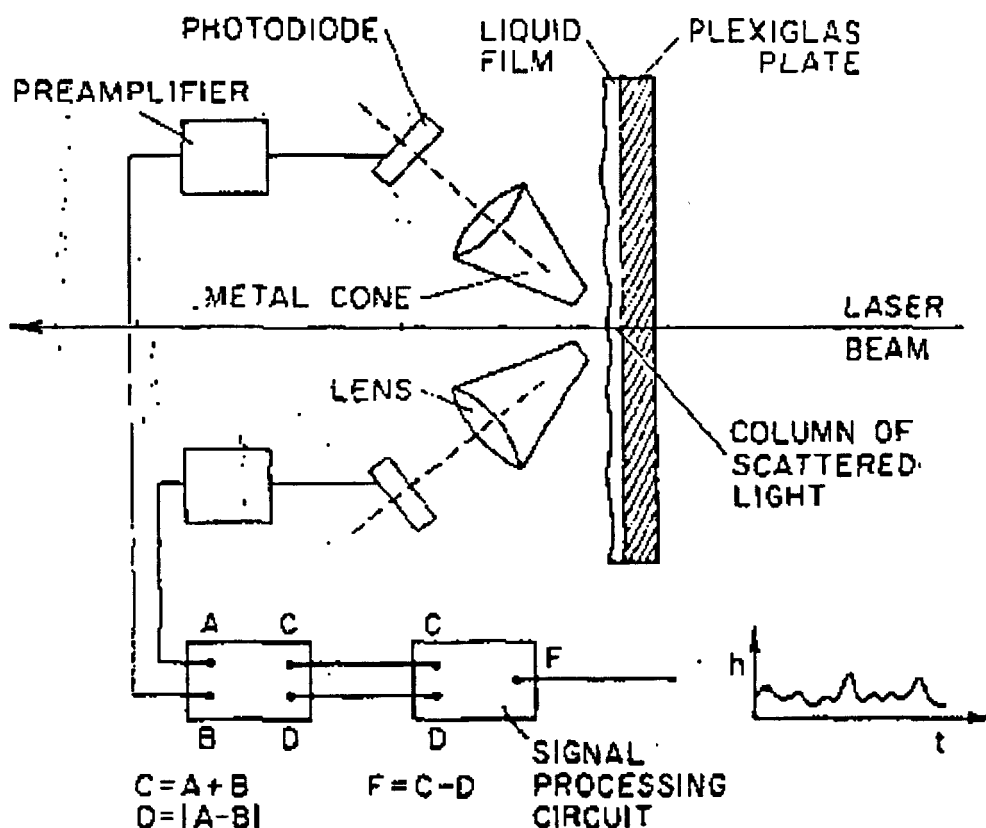 PHOTODIODE
LIQUID
FILM
PLEXIGLAS
PLATE
PREAMPLIFIER
METAL CONE
LASER
BEAM
LENS
COLUMN OF
SCATTERED
LIGHT
A C
B D
C
D
F
h
t
C=A+B
D=|A-B|
F=C-D
SIGNAL
PROCESSING
CIRCUIT